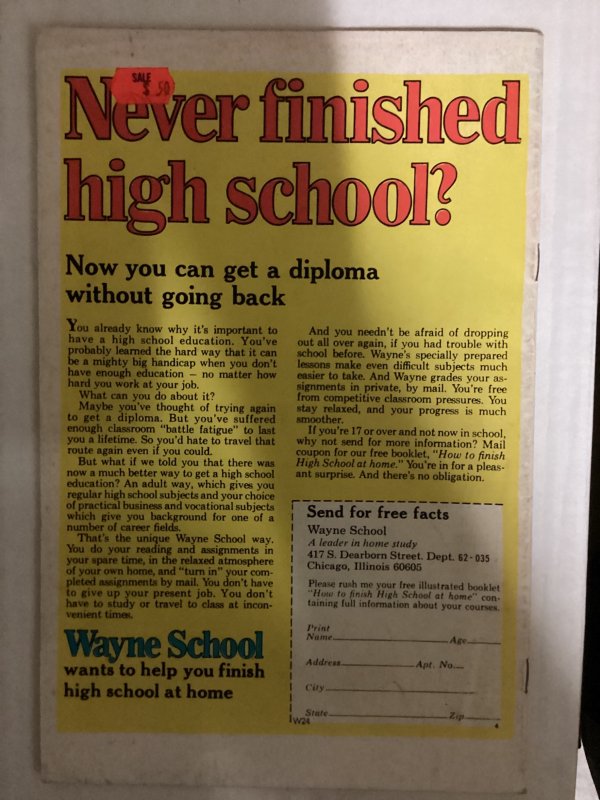 SALE
$ .50
Never finished
high school?
Now you can get a diploma
without going back
You already know why it's important to
have a high school education. You've
probably learned the hard way that it can
be a mighty big handicap when you don't
have enough education – no matter how
hard you work at your job.
What can you do about it?
Maybe you've thought of trying again
to get a diploma. But you've suffered
enough classroom "battle fatigue" to last
you a lifetime. So you'd hate to travel that
route again even if you could.
But what if we told you that there was
now a much better way to get a high school
education? An adult way, which gives you
regular high school subjects and your choice
of practical business and vocational subjects
which give you background for one of a
number of career fields.
That's the unique Wayne School way.
You do your reading and assignments in
your spare time, in the relaxed atmosphere
of your own home, and "turn in" your com-
pleted assignments by mail. You don't have
to give up your present job. You don't
have to study or travel to class at incon-
venient times.
Wayne School
wants to help you finish
high school at home
And you needn't be afraid of dropping
out all over again, if you had trouble with
school before. Wayne's specially prepared
lessons make even difficult subjects much
easier to take. And Wayne grades your as-
signments in private, by mail. You're free
from competitive classroom pressures. You
stay relaxed, and your progress is much
smoother.
If you're 17 or over and not now in school,
why not send for more information? Mail
coupon for our free booklet, "How to finish
High School at home." You're in for a pleas-
ant surprise. And there's no obligation.
Send for free facts
Wayne School
A leader in home study
417 S. Dearborn Street. Dept. 62-035
Chicago, Illinois 60605
Please rush me your free illustrated booklet
"How to finish High School at home" con-
taining full information about your courses.
Print
Name Age
Address Apt. No.
City
State Zip
W24 4